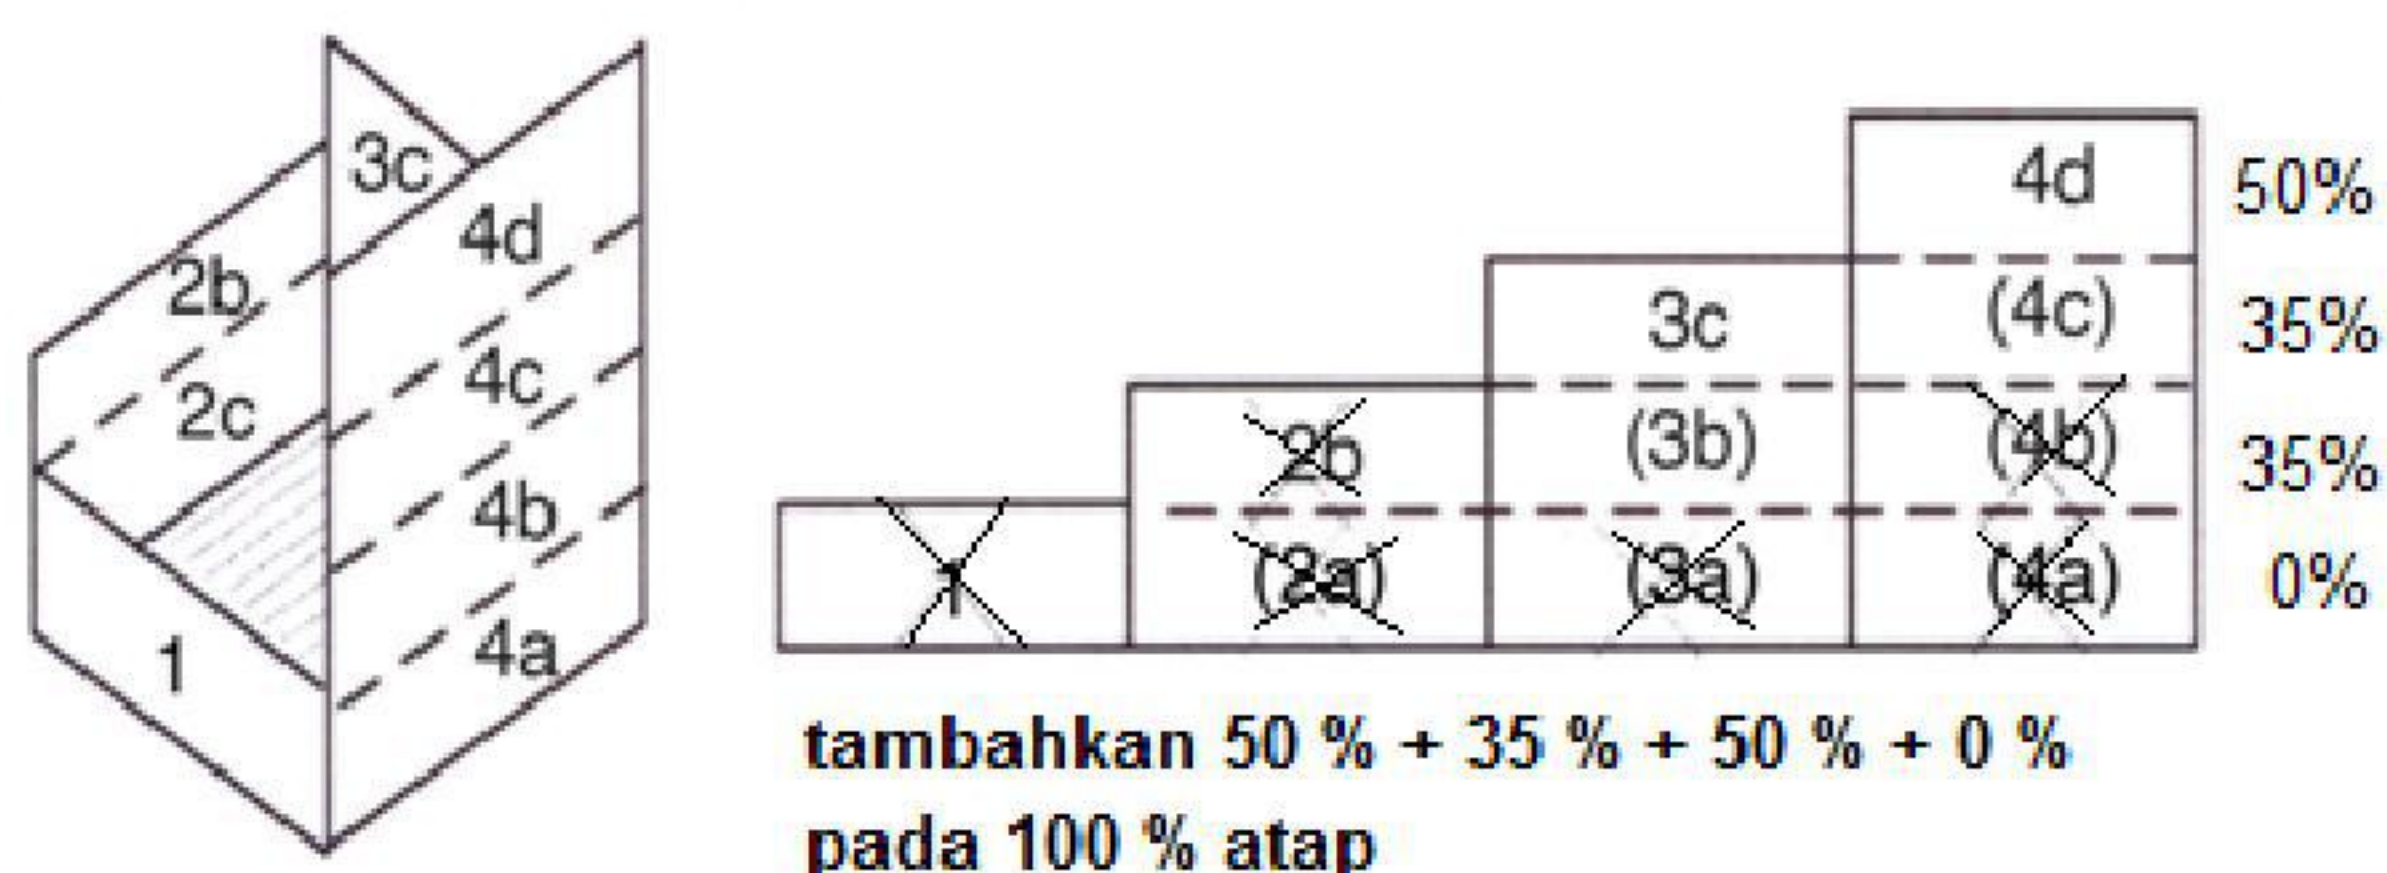 3c
4d
2b
4c
2c
4b
1
4a
4d 50%
3c (4c) 35%
2b (3b) (4b) 35%
1 (2a) (3a) (4a) 0%
tambahkan 50 % + 35 % + 50 % + 0 %
pada 100 % atap